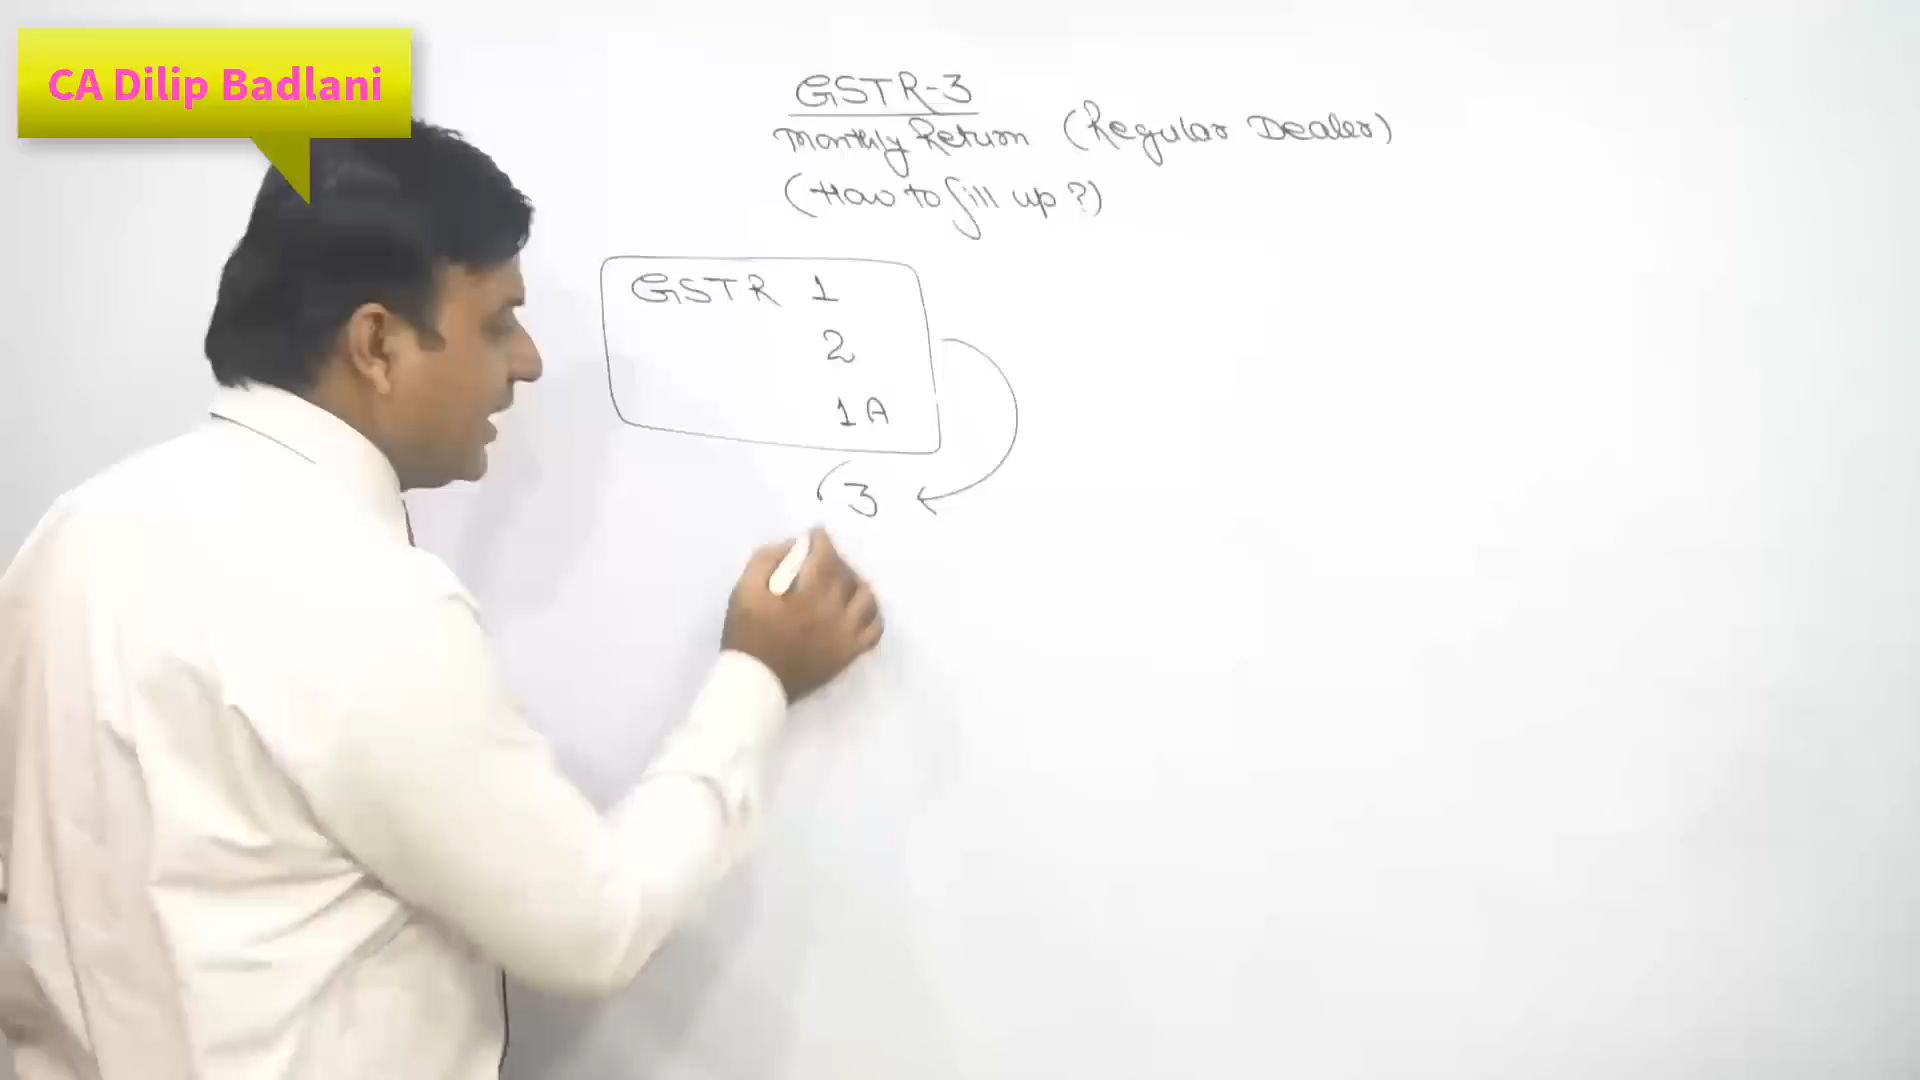 CA Dilip Badlani
GSTR-3
Monthly Return (Regular Dealer)
(How to fill up?)
GSTR 1
2
1A
3